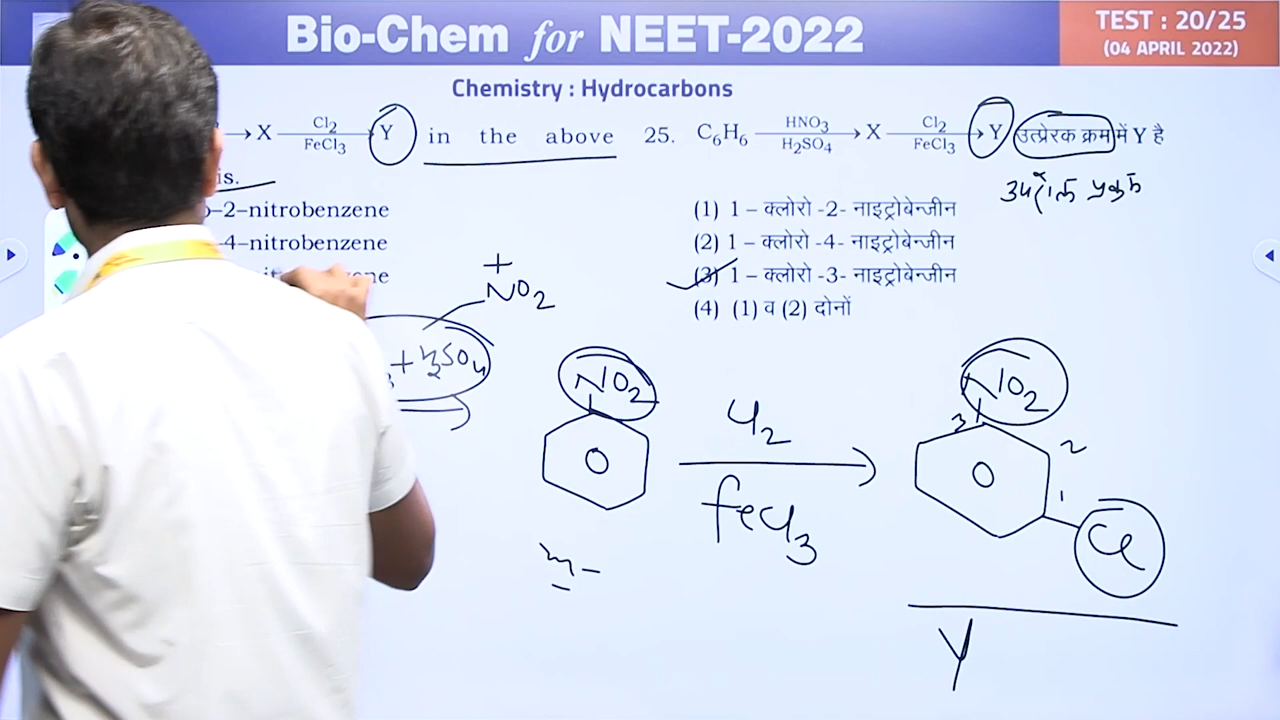 Bio-Chem for NEET-2022
TEST : 20/25
(04 APRIL 2022)
Chemistry : Hydrocarbons
→ X Cl2 FeCl3 → Y in the above
is.
-2-nitrobenzene
-4-nitrobenzene
ne
25. C6H6 HNO3 H2SO4 → X Cl2 FeCl3 → Y उत्प्रेरक क्रम में Y है
(1) 1 – क्लोरो -2- नाइट्रोबेन्जीन
(2) 1 – क्लोरो -4- नाइट्रोबेन्जीन
(3) 1 – क्लोरो -3- नाइट्रोबेन्जीन
(4) (1) व (2) दोनों
+
NO2
3 + H2SO4
NO2
Cl2
FeCl3
m-
NO2
3
2
1
Cl
Y